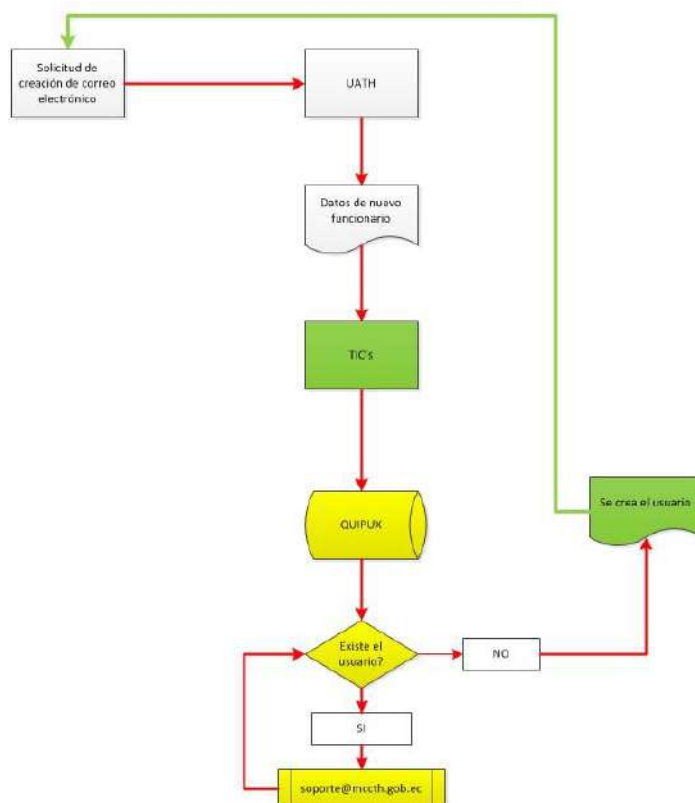 Solicitud de
creación de correo
electrónico
UATH
Datos de nuevo
funcionario
TIC's
QUIPUX
Se crea el usuario
Existe el
usuario?
NO
SI
soporte@mccth.gob.ec